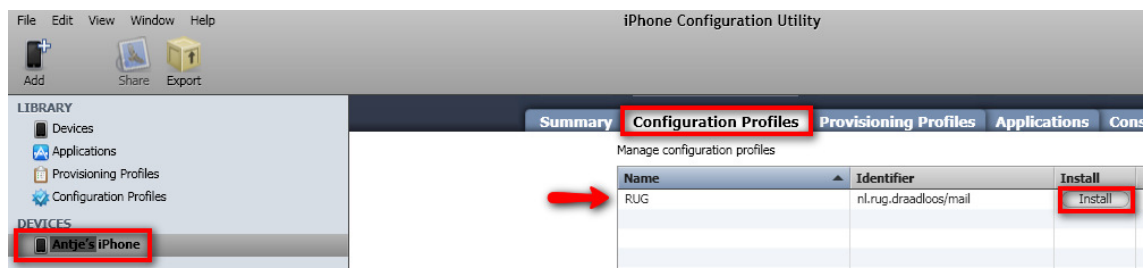 File Edit View Window Help
iPhone Configuration Utility
Add Share Export
LIBRARY
Devices
Applications
Provisioning Profiles
Configuration Profiles
DEVICES
Antje's iPhone
Summary Configuration Profiles Provisioning Profiles Applications Cons
Manage configuration profiles
Name Identifier Install
RUG nl.rug.draadloos/mail Install